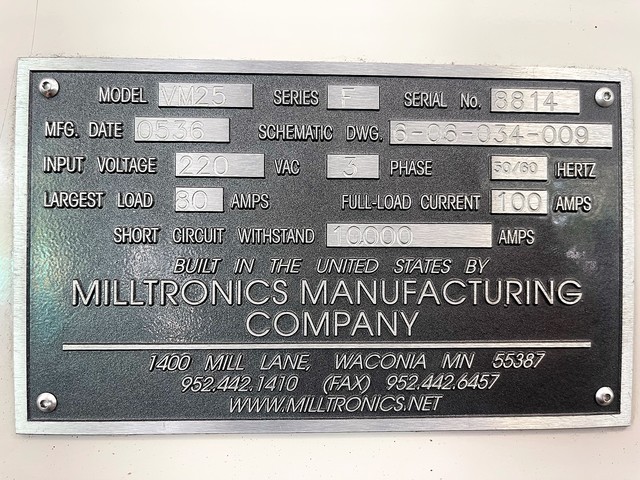 MODEL VM25 SERIES F SERIAL No. 8814
MFG. DATE 0536 SCHEMATIC DWG. 6-06-034-009
INPUT VOLTAGE 220 VAC 3 PHASE 50/60 HERTZ
LARGEST LOAD 80 AMPS FULL-LOAD CURRENT 100 AMPS
SHORT CIRCUIT WITHSTAND 10000 AMPS
BUILT IN THE UNITED STATES BY
MILLTRONICS MANUFACTURING
COMPANY
1400 MILL LANE, WACONIA MN 55387
952.442.1410 (FAX) 952.442.6457
WWW.MILLTRONICS.NET